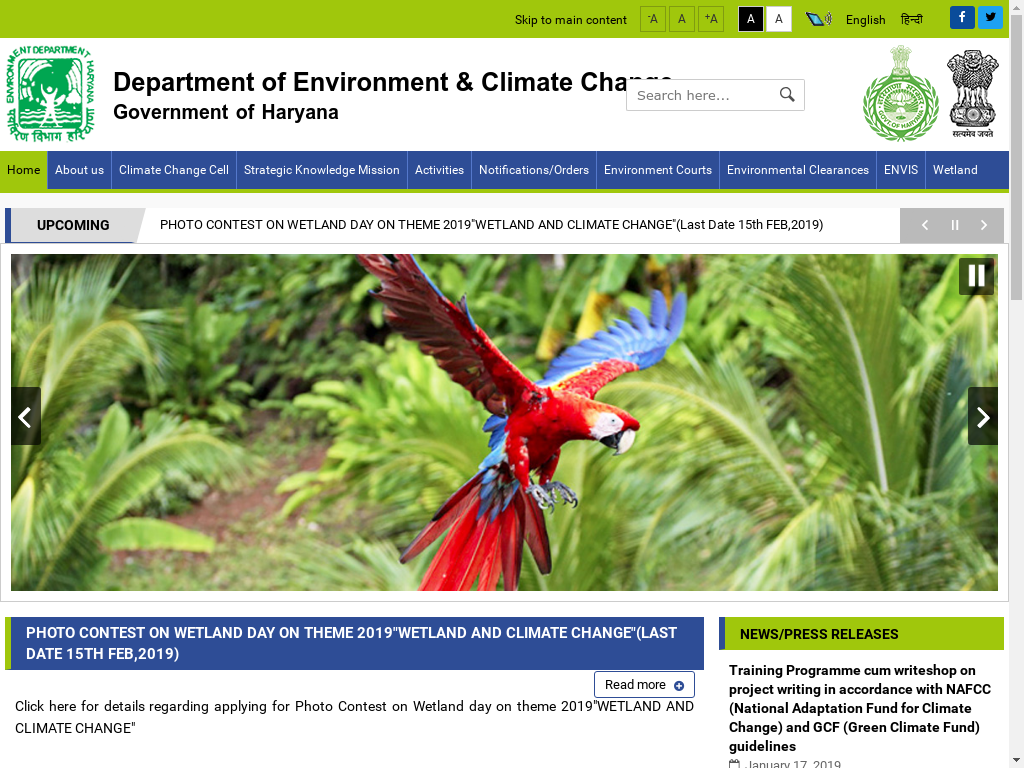 Skip to main content
-A
A
+A
A
A
English
हिन्दी
ENVIRONMENT DEPARTMENT HARYANA
Department of Environment & Climate Change
Government of Haryana
Search here...
सत्यमेव जयते
Home
About us
Climate Change Cell
Strategic Knowledge Mission
Activities
Notifications/Orders
Environment Courts
Environmental Clearances
ENVIS
Wetland
UPCOMING
PHOTO CONTEST ON WETLAND DAY ON THEME 2019"WETLAND AND CLIMATE CHANGE"(Last Date 15th FEB,2019)
PHOTO CONTEST ON WETLAND DAY ON THEME 2019"WETLAND AND CLIMATE CHANGE"(LAST
DATE 15TH FEB,2019)
Read more
Click here for details regarding applying for Photo Contest on Wetland day on theme 2019"WETLAND AND
CLIMATE CHANGE"
NEWS/PRESS RELEASES
Training Programme cum writeshop on
project writing in accordance with NAFCC
(National Adaptation Fund for Climate
Change) and GCF (Green Climate Fund)
guidelines
January 17, 2019